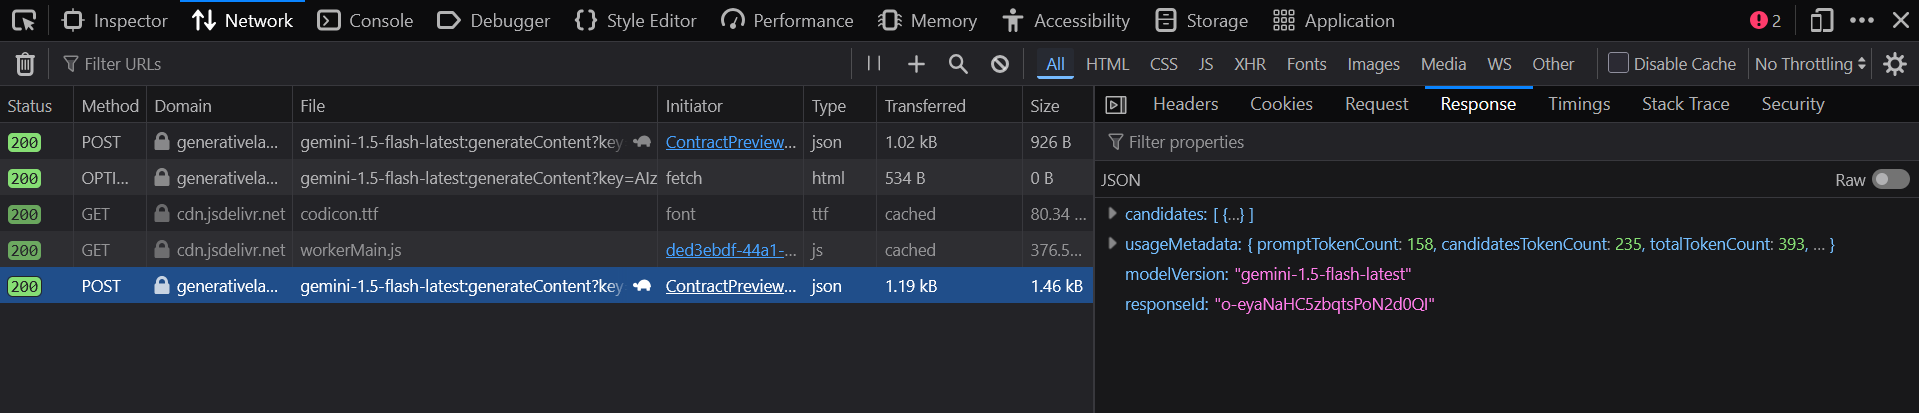 Inspector Network Console Debugger Style Editor Performance Memory Accessibility Storage Application 2
Filter URLs All HTML CSS JS XHR Fonts Images Media WS Other Disable Cache No Throttling
Status Method Domain File Initiator Type Transferred Size
200 POST generativela... gemini-1.5-flash-latest:generateContent?key ContractPreview... json 1.02 kB 926 B
200 OPTI... generativela... gemini-1.5-flash-latest:generateContent?key=AIz fetch html 534 B 0 B
200 GET cdn.jsdelivr.net codicon.ttf font ttf cached 80.34 ...
200 GET cdn.jsdelivr.net workerMain.js ded3ebdf-44a1-... js cached 376.5...
200 POST generativela... gemini-1.5-flash-latest:generateContent?key ContractPreview... json 1.19 kB 1.46 kB
Headers Cookies Request Response Timings Stack Trace Security
Filter properties
JSON Raw
candidates: [ {...} ]
usageMetadata: { promptTokenCount: 158, candidatesTokenCount: 235, totalTokenCount: 393, ... }
modelVersion: "gemini-1.5-flash-latest"
responseId: "o-eyaNaHC5zbqtsPoN2d0QI"